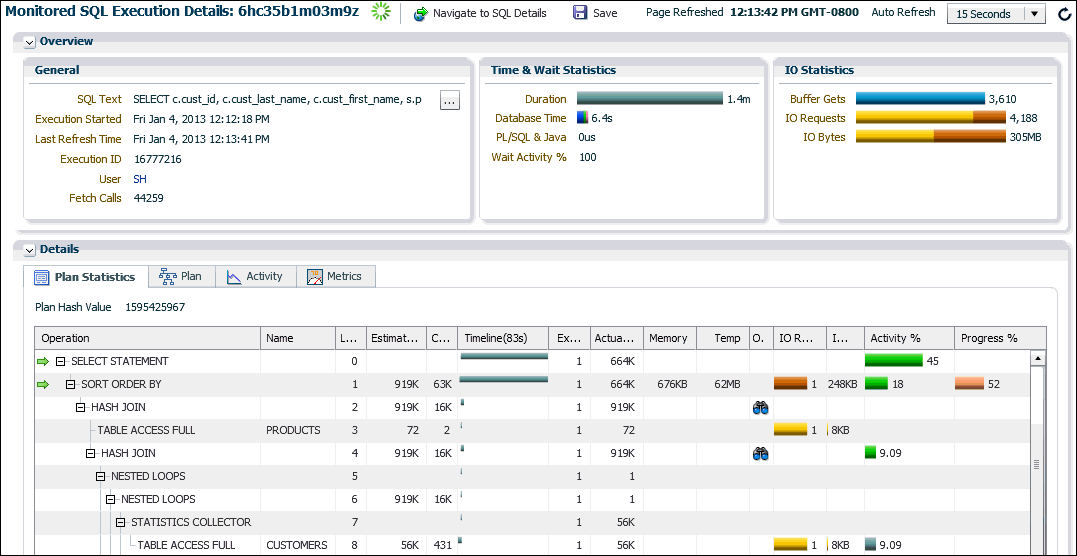 Monitored SQL Execution Details: 6hc35b1m03m9z Navigate to SQL Details Save Page Refreshed 12:13:42 PM GMT-0800 Auto Refresh 15 Seconds
Overview
General
SQL Text SELECT c.cust_id, c.cust_last_name, c.cust_first_name, s.p ...
Execution Started Fri Jan 4, 2013 12:12:18 PM
Last Refresh Time Fri Jan 4, 2013 12:13:41 PM
Execution ID 16777216
User SH
Fetch Calls 44259
Time & Wait Statistics
Duration 1.4m
Database Time 6.4s
PL/SQL & Java 0us
Wait Activity % 100
IO Statistics
Buffer Gets 3,610
IO Requests 4,188
IO Bytes 305MB
Details
Plan Statistics Plan Activity Metrics
Plan Hash Value 1595425967
Operation Name L... Estimat... C... Timeline(83s) Ex... Actua... Memory Temp O. IO R... I... Activity % Progress %
SELECT STATEMENT 0 1 664K 45
SORT ORDER BY 1 919K 63K 1 664K 676KB 62MB 1 248KB 18 52
HASH JOIN 2 919K 16K 1 919K
TABLE ACCESS FULL PRODUCTS 3 72 2 1 72 1 8KB
HASH JOIN 4 919K 16K 1 919K 9.09
NESTED LOOPS 5 1 1
NESTED LOOPS 6 919K 16K 1 1
STATISTICS COLLECTOR 7 1 56K
TABLE ACCESS FULL CUSTOMERS 8 56K 431 1 56K 1 8KB 9.09